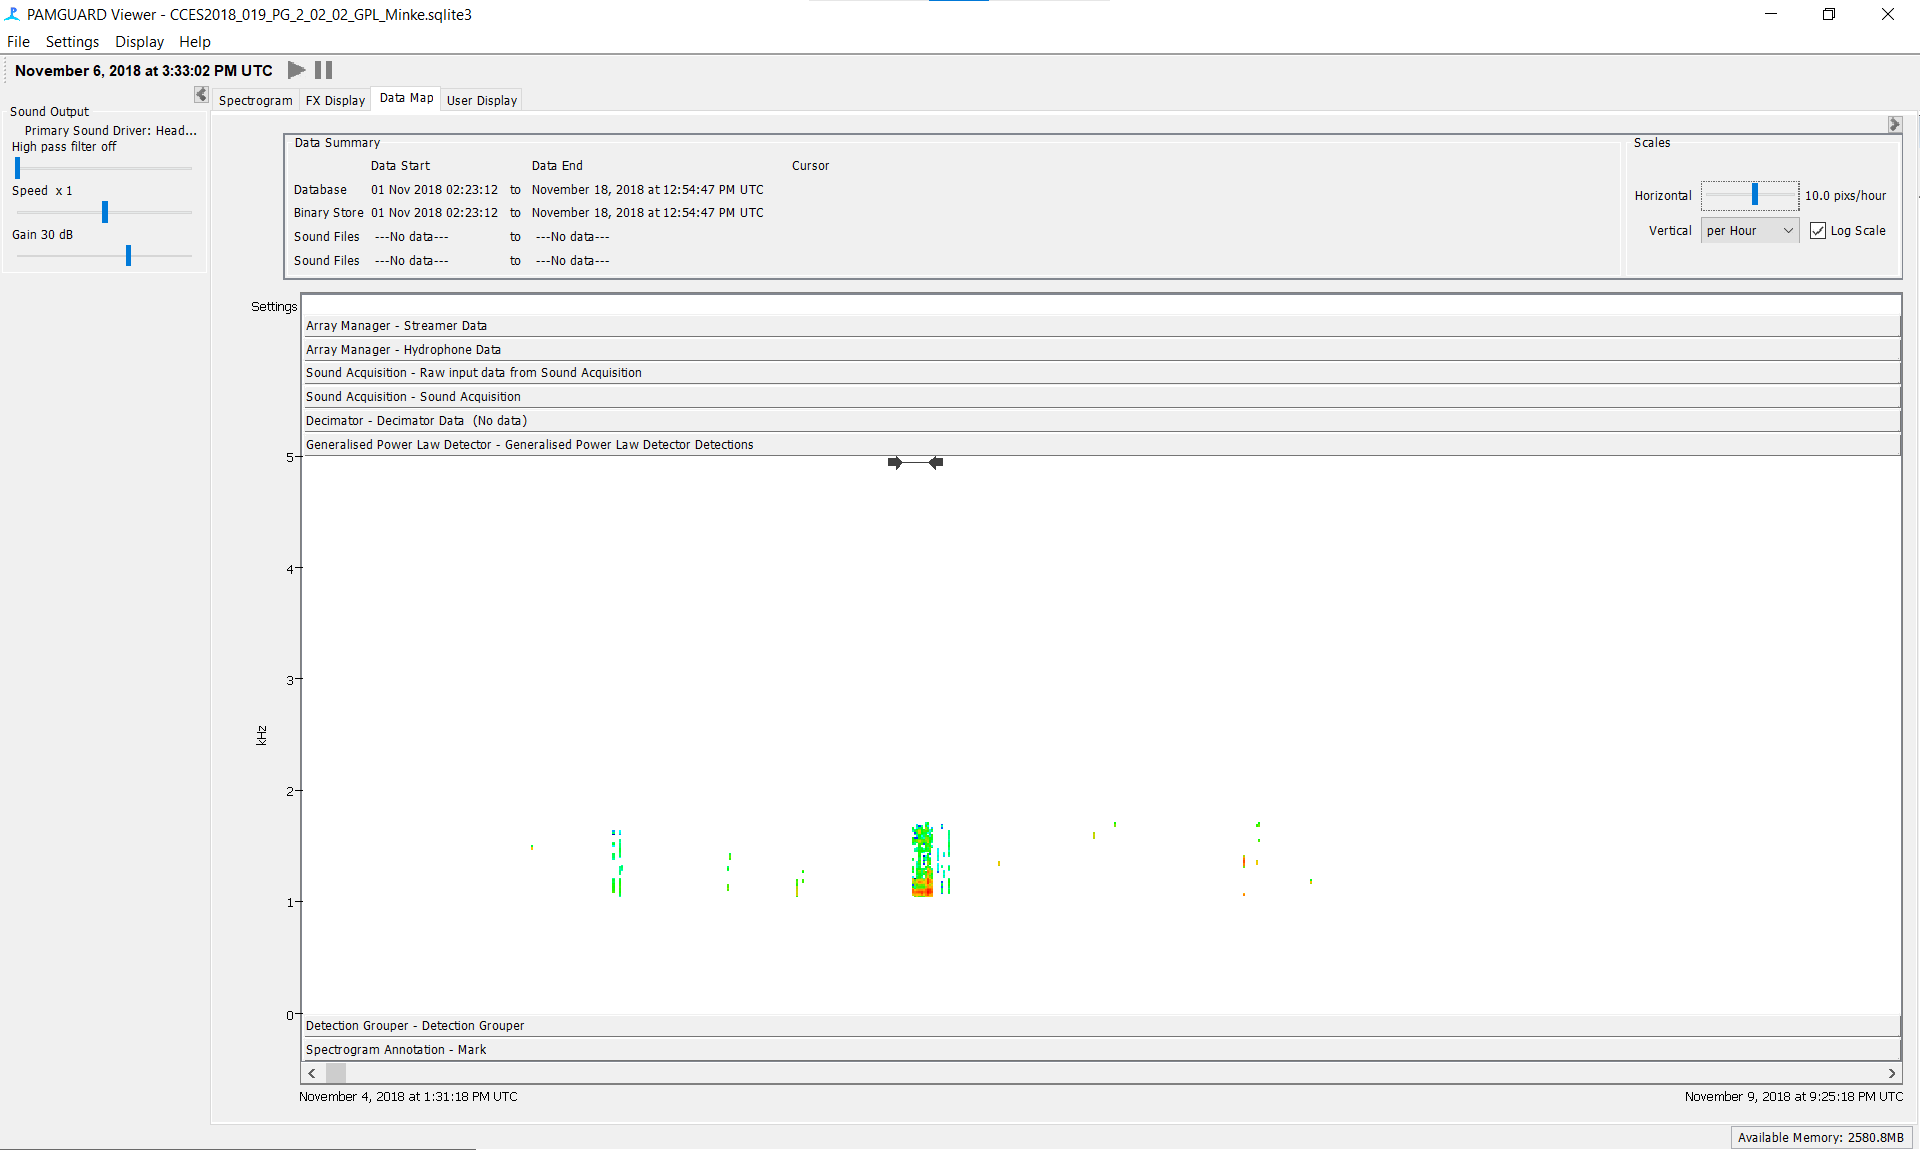 PAMGUARD Viewer - CCES2018_019_PG_2_02_02_GPL_Minke.sqlite3
File Settings Display Help
November 6, 2018 at 3:33:02 PM UTC
Sound Output
Primary Sound Driver: Head...
High pass filter off
Speed x 1
Gain 30 dB
Spectrogram FX Display Data Map User Display
Data Summary
Data Start Data End Cursor
Database 01 Nov 2018 02:23:12 to November 18, 2018 at 12:54:47 PM UTC
Binary Store 01 Nov 2018 02:23:12 to November 18, 2018 at 12:54:47 PM UTC
Sound Files ---No data--- to ---No data---
Sound Files ---No data--- to ---No data---
Scales
Horizontal 10.0 pixs/hour
Vertical per Hour Log Scale
Settings
Array Manager - Streamer Data
Array Manager - Hydrophone Data
Sound Acquisition - Raw input data from Sound Acquisition
Sound Acquisition - Sound Acquisition
Decimator - Decimator Data (No data)
Generalised Power Law Detector - Generalised Power Law Detector Detections
5
4
3
kHz
2
1
0
Detection Grouper - Detection Grouper
Spectrogram Annotation - Mark
November 4, 2018 at 1:31:18 PM UTC
November 9, 2018 at 9:25:18 PM UTC
Available Memory: 2580.8MB